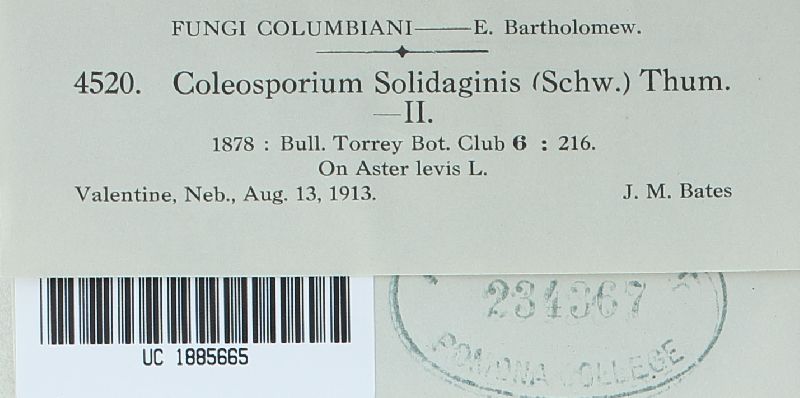 FUNGI COLUMBIANI——E. Bartholomew.
4520. Coleosporium Solidaginis (Schw.) Thum.
—II.
1878 : Bull. Torrey Bot. Club 6 : 216.
On Aster levis L.
Valentine, Neb., Aug. 13, 1913. J. M. Bates
UC 1885665
234367
POMONA COLLEGE